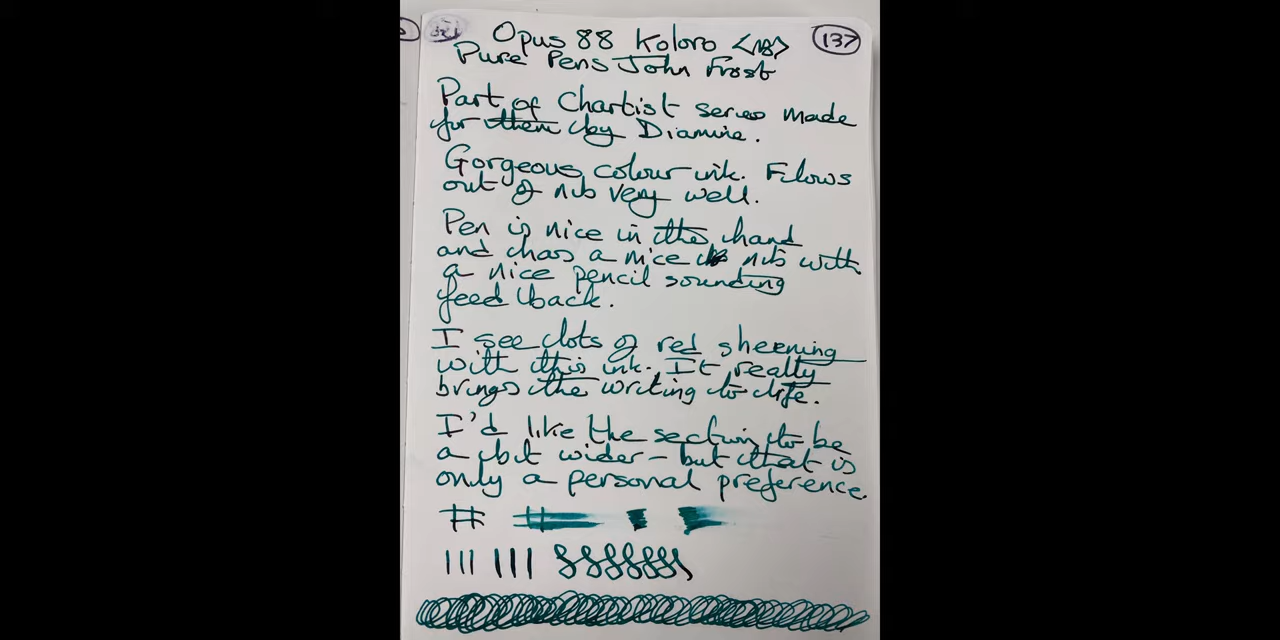 Opus 88 Koloro <B> 137
Pure Pens John Frost
Part of Chartist series made
for them by Diamine.
Gorgeous colour ink. Flows
out of nib very well.
Pen is nice in the hand
and has a nice nib with
a nice pencil sounding
feed back.
I see lots of red sheening
with this ink. It really
brings the writing to life.
I'd like the section to be
a bit wider – but that is
only a personal preference.